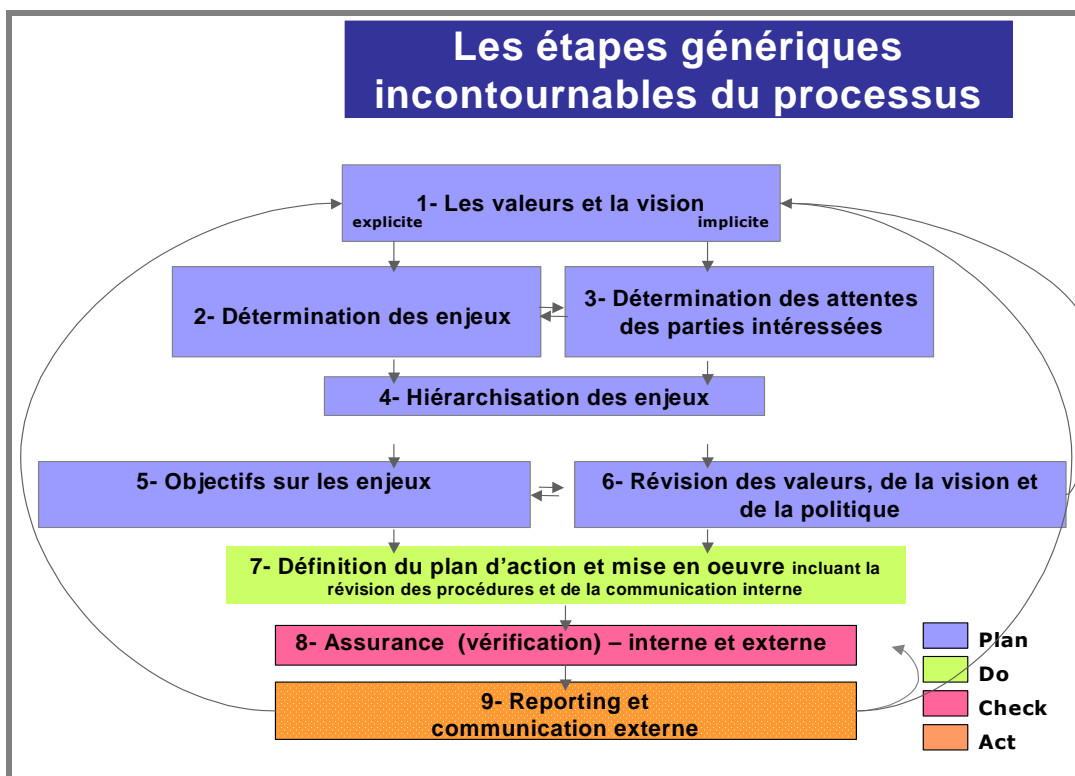 Les étapes génériques
incontournables du processus
1- Les valeurs et la vision
explicite
implicite
2- Détermination des enjeux
3- Détermination des attentes
des parties intéressées
4- Hiérarchisation des enjeux
5- Objectifs sur les enjeux
6- Révision des valeurs, de la vision et
de la politique
7- Définition du plan d’action et mise en oeuvre incluant la
révision des procédures et de la communication interne
8- Assurance (vérification) – interne et externe
9- Reporting et
communication externe
Plan
Do
Check
Act